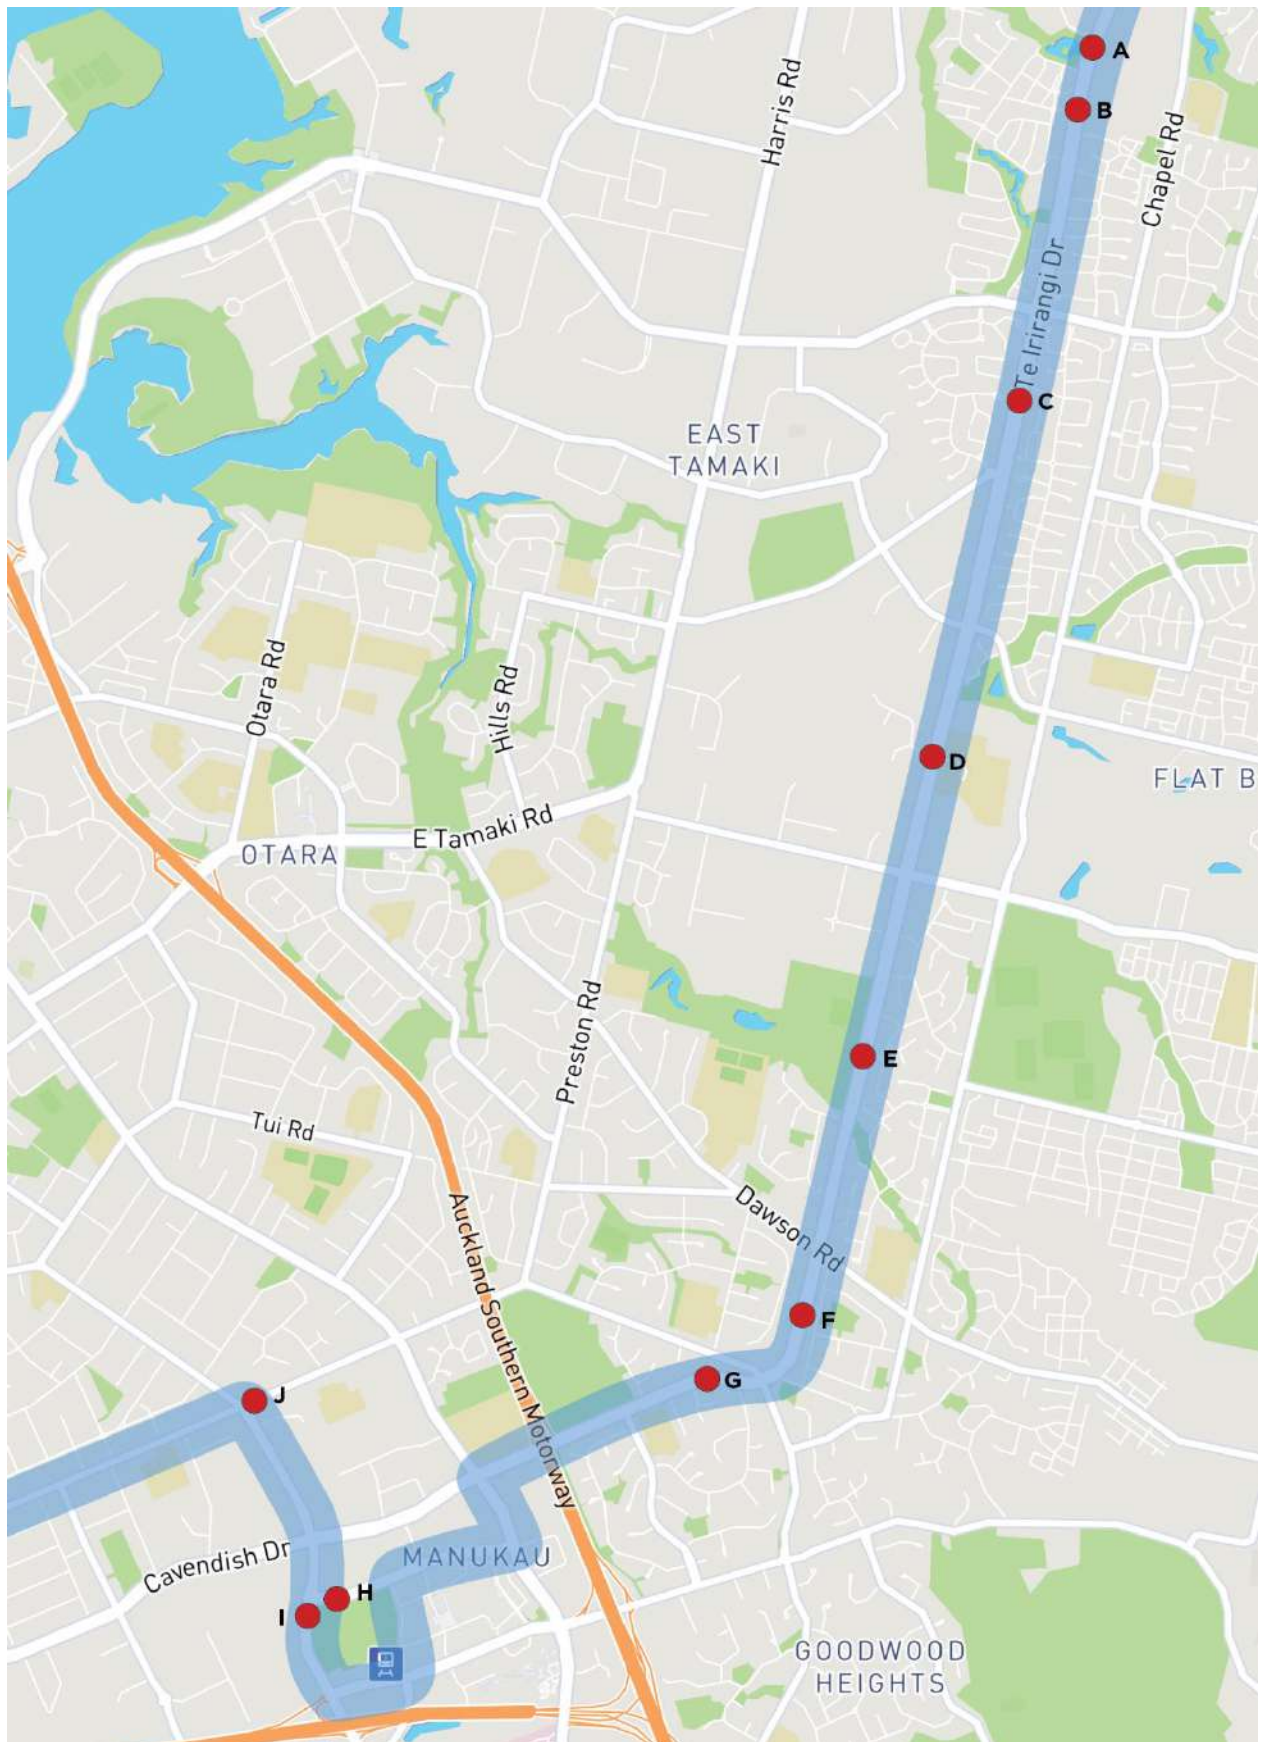 A
B
Harris Rd
Chapel Rd
Te Irirangi Dr
C
EAST
TAMAKI
Otara Rd
Hills Rd
D
FLAT B
E Tamaki Rd
OTARA
Preston Rd
E
Tui Rd
Dawson Rd
Auckland Southern Motorway
F
G
J
Cavendish Dr
MANUKAU
H
I
GOODWOOD
HEIGHTS